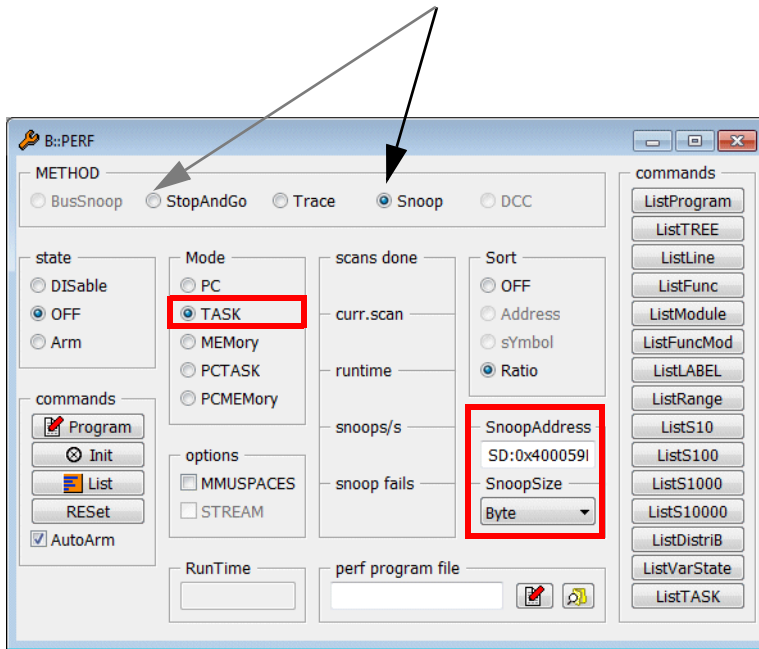 B::PERF
METHOD
BusSnoop StopAndGo Trace Snoop DCC
state
DISable
OFF
Arm
Mode
PC
TASK
MEMory
PCTASK
PCMEMory
scans done
curr.scan
runtime
snoops/s
snoop fails
Sort
OFF
Address
sYmbol
Ratio
commands
Program
Init
List
RESet
AutoArm
options
MMUSPACES
STREAM
SnoopAddress
SD:0x400059
SnoopSize
Byte
RunTime
perf program file
commands
ListProgram
ListTREE
ListLine
ListFunc
ListModule
ListFuncMod
ListLABEL
ListRange
ListS10
ListS100
ListS1000
ListS10000
ListDistriB
ListVarState
ListTASK